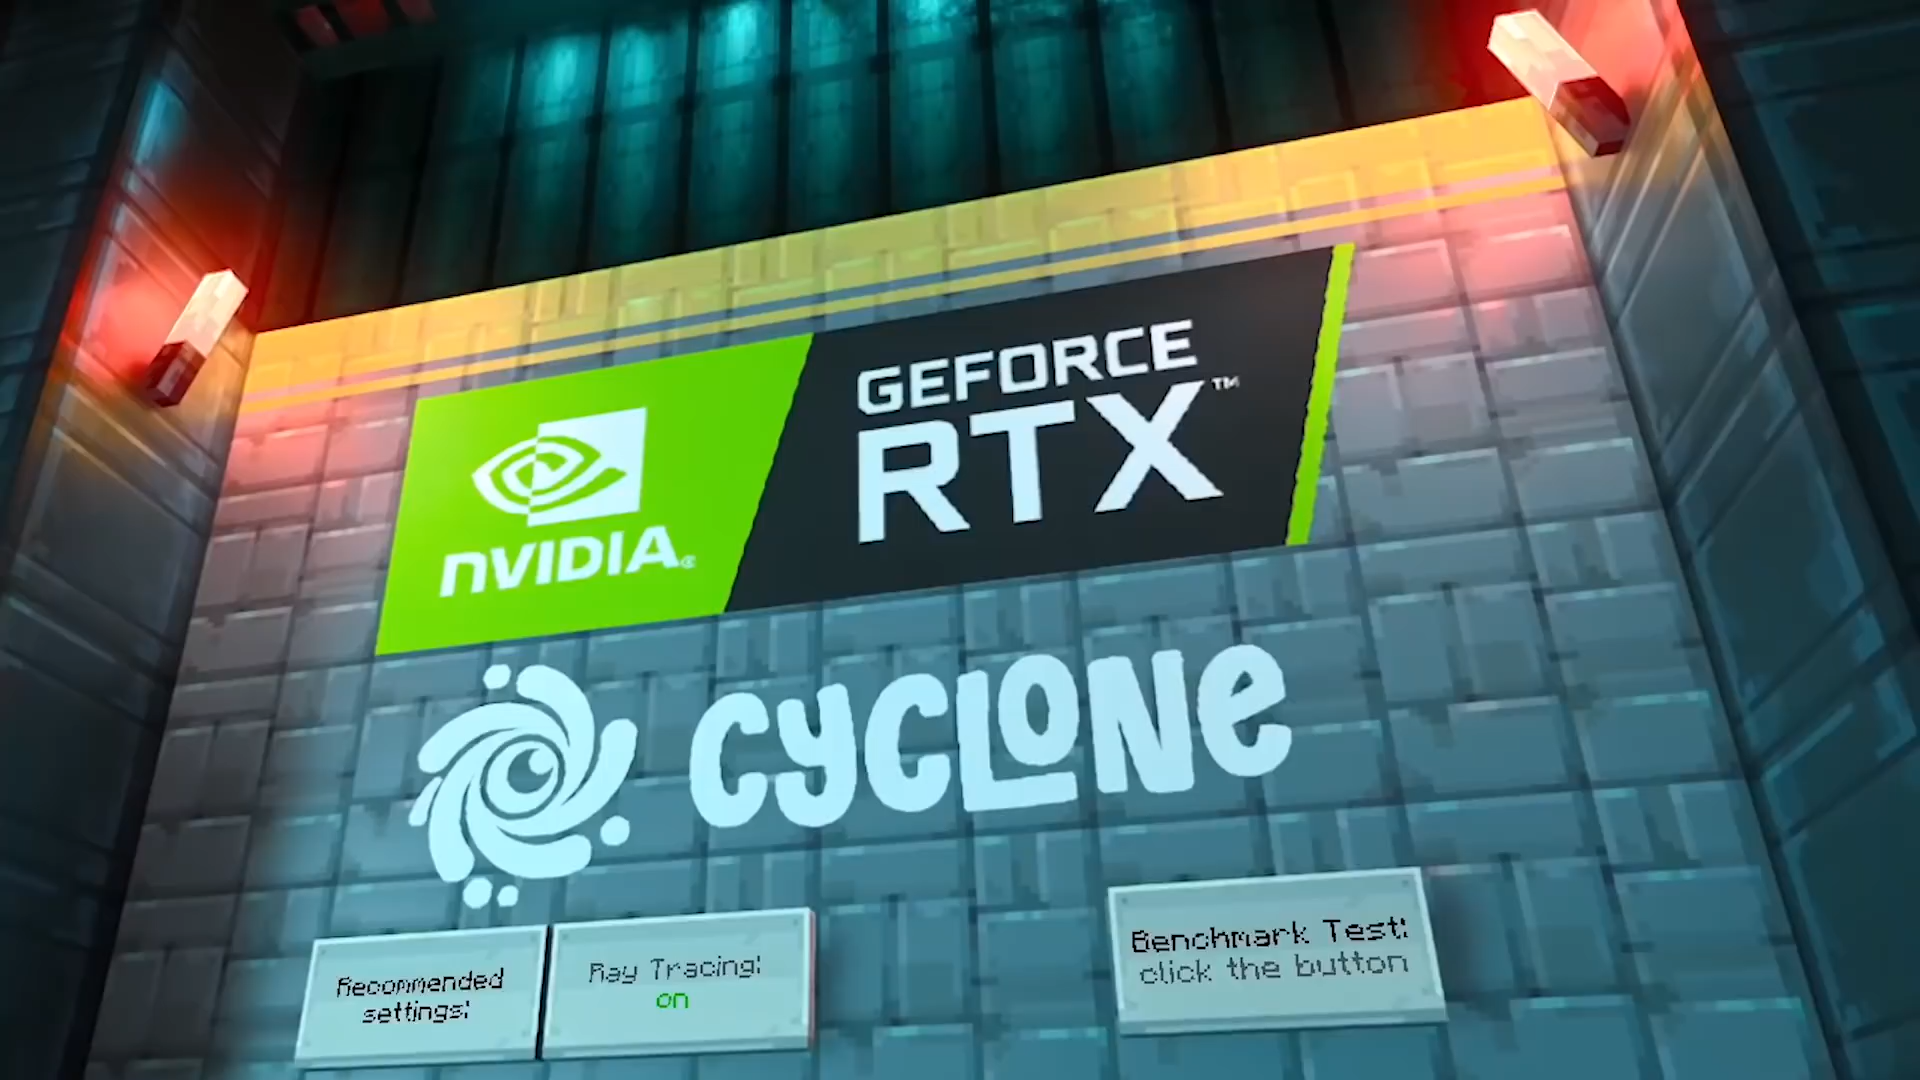 NVIDIA®
GEFORCE
RTX™
CYCLONE
Recommended
settings:
Ray Tracing:
on
Benchmark Test:
click the button